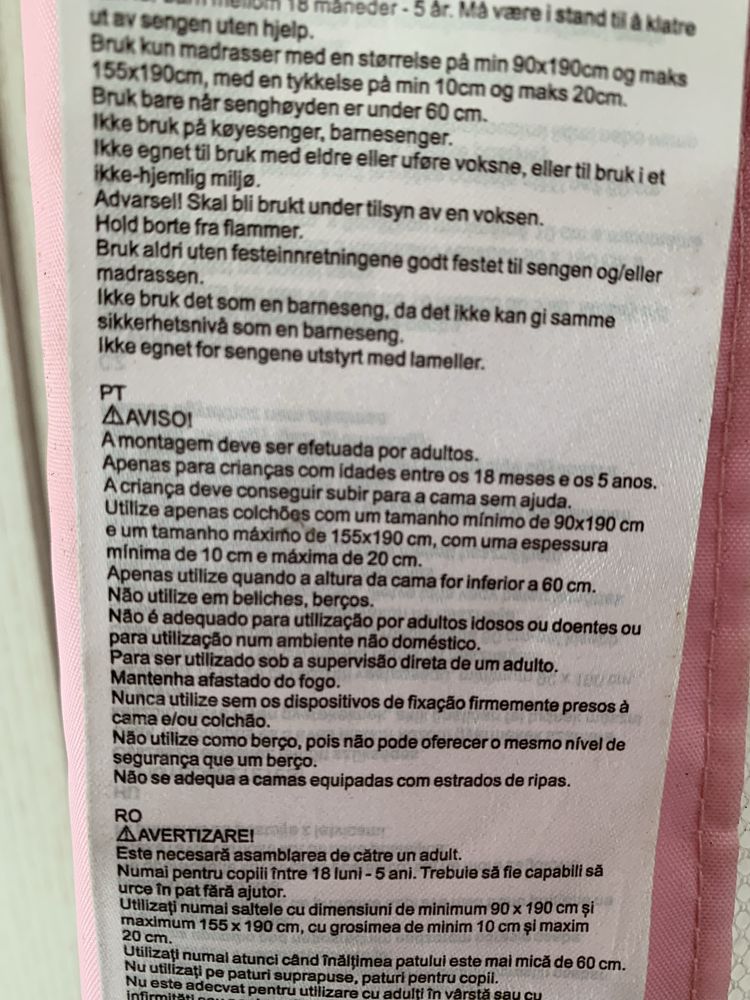 mellom 18 måneder - 5 år. Må være i stand til å klatre
ut av sengen uten hjelp.
Bruk kun madrasser med en størrelse på min 90x190cm og maks
155x190cm, med en tykkelse på min 10cm og maks 20cm.
Bruk bare når senghøyden er under 60 cm.
Ikke bruk på køyesenger, barnesenger.
Ikke egnet til bruk med eldre eller uføre voksne, eller til bruk i et
ikke-hjemlig miljø.
Advarsel! Skal bli brukt under tilsyn av en voksen.
Hold borte fra flammer.
Bruk aldri uten festeinnretningene godt festet til sengen og/eller
madrassen.
Ikke bruk det som en barneseng, da det ikke kan gi samme
sikkerhetsnivå som en barneseng.
Ikke egnet for sengene utstyrt med lameller.
PT
⚠AVISO!
A montagem deve ser efetuada por adultos.
Apenas para crianças com idades entre os 18 meses e os 5 anos.
A criança deve conseguir subir para a cama sem ajuda.
Utilize apenas colchões com um tamanho mínimo de 90x190 cm
e um tamanho máximo de 155x190 cm, com uma espessura
mínima de 10 cm e máxima de 20 cm.
Apenas utilize quando a altura da cama for inferior a 60 cm.
Não utilize em beliches, berços.
Não é adequado para utilização por adultos idosos ou doentes ou
para utilização num ambiente não doméstico.
Para ser utilizado sob a supervisão direta de um adulto.
Mantenha afastado do fogo.
Nunca utilize sem os dispositivos de fixação firmemente presos à
cama e/ou colchão.
Não utilize como berço, pois não pode oferecer o mesmo nível de
segurança que um berço.
Não se adequa a camas equipadas com estrados de ripas.
RO
⚠AVERTIZARE!
Este necesară asamblarea de către un adult.
Numai pentru copiii între 18 luni - 5 ani. Trebuie să fie capabili să
urce în pat fără ajutor.
Utilizați numai saltele cu dimensiuni de minimum 90 x 190 cm și
maximum 155 x 190 cm, cu grosimea de minim 10 cm și maxim
20 cm.
Utilizați numai atunci când înălțimea patului este mai mică de 60 cm.
Nu utilizați pe paturi suprapuse, paturi pentru copil.
Nu este adecvat pentru utilizare cu adulți în vârstă sau cu